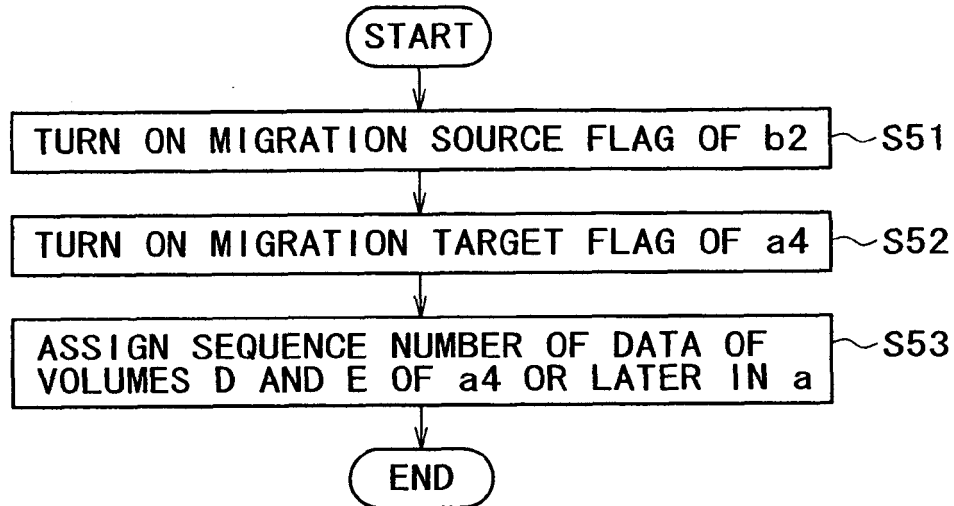 START
TURN ON MIGRATION SOURCE FLAG OF b2
S51
TURN ON MIGRATION TARGET FLAG OF a4
S52
ASSIGN SEQUENCE NUMBER OF DATA OF
VOLUMES D AND E OF a4 OR LATER IN a
S53
END